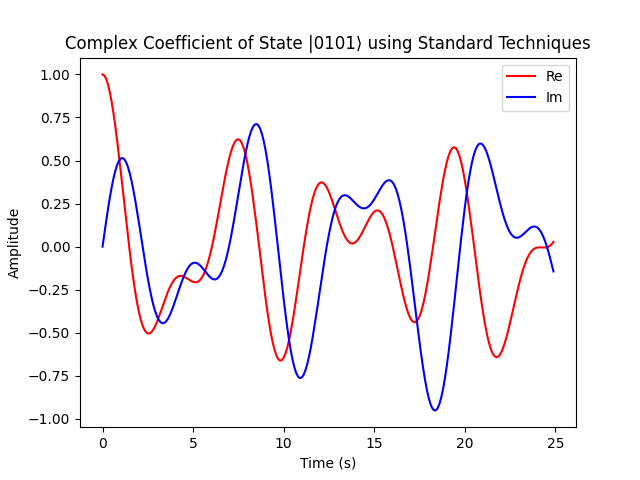 Complex Coefficient of State |0101⟩ using Standard Techniques
Re
Im
Amplitude
1.00
0.75
0.50
0.25
0.00
−0.25
−0.50
−0.75
−1.00
0 5 10 15 20 25
Time (s)